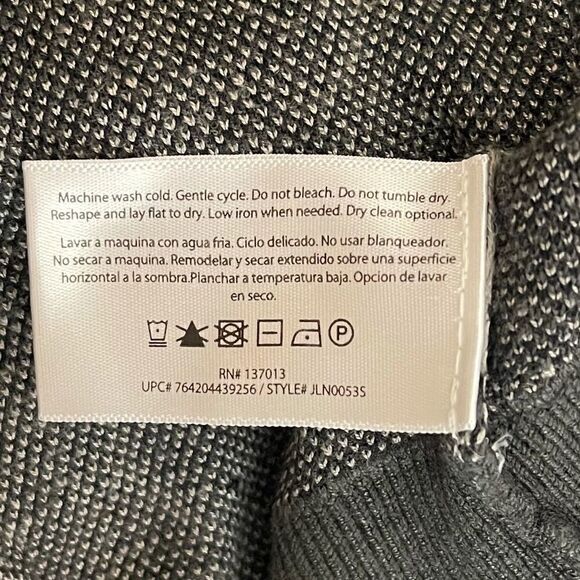 Machine wash cold. Gentle cycle. Do not bleach. Do not tumble dry.
Reshape and lay flat to dry. Low iron when needed. Dry clean optional.
Lavar a maquina con agua fria. Ciclo delicado. No usar blanqueador.
No secar a maquina. Remodelar y secar extendido sobre una superficie
horizontal a la sombra.Planchar a temperatura baja. Opcion de lavar
en seco.
P
RN# 137013
UPC# 764204439256 / STYLE# JLN0053S